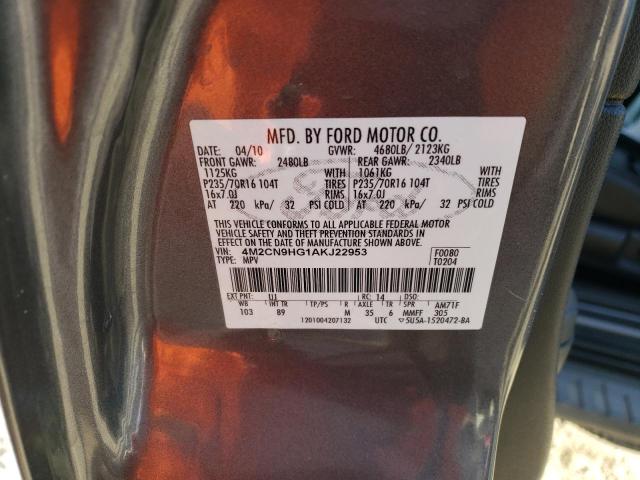 MFD. BY FORD MOTOR CO.
DATE: 04/10 GVWR: 4680LB/ 2123KG
FRONT GAWR: 2480LB REAR GAWR: 2340LB
1125KG WITH 1061KG WITH
P235/70R16 104T TIRES P235/70R16 104T TIRES
16x7.0J RIMS 16x7.0J RIMS
AT 220 kPa/ 32 PSI COLD AT 220 kPa/ 32 PSI COLD
THIS VEHICLE CONFORMS TO ALL APPLICABLE FEDERAL MOTOR
VEHICLE SAFETY AND THEFT PREVENTION STANDARDS IN
EFFECT ON THE DATE OF MANUFACTURE SHOWN ABOVE.
VIN: 4M2CN9HG1AKJ22953 F0080
TYPE: MPV T0204
EXT PNT: UJ RC: 14 DSO:
WB INT TR TP/PS R AXLE TR SPR AM71F
103 89 M 35 6 MMFF 305
1201004207132 UTC ▽5U5A-1520472-BA